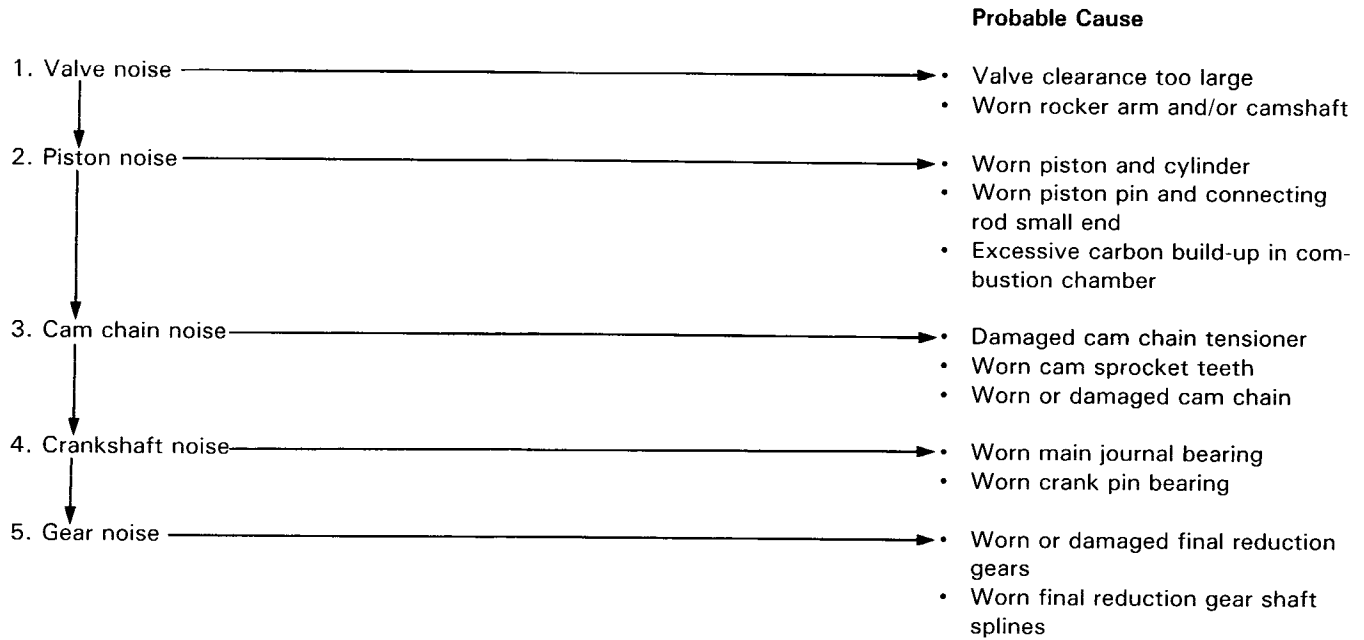 Probable Cause
1. Valve noise
• Valve clearance too large
• Worn rocker arm and/or camshaft
2. Piston noise
• Worn piston and cylinder
• Worn piston pin and connecting
rod small end
• Excessive carbon build-up in com-
bustion chamber
3. Cam chain noise
• Damaged cam chain tensioner
• Worn cam sprocket teeth
• Worn or damaged cam chain
4. Crankshaft noise
• Worn main journal bearing
• Worn crank pin bearing
5. Gear noise
• Worn or damaged final reduction
gears
• Worn final reduction gear shaft
splines